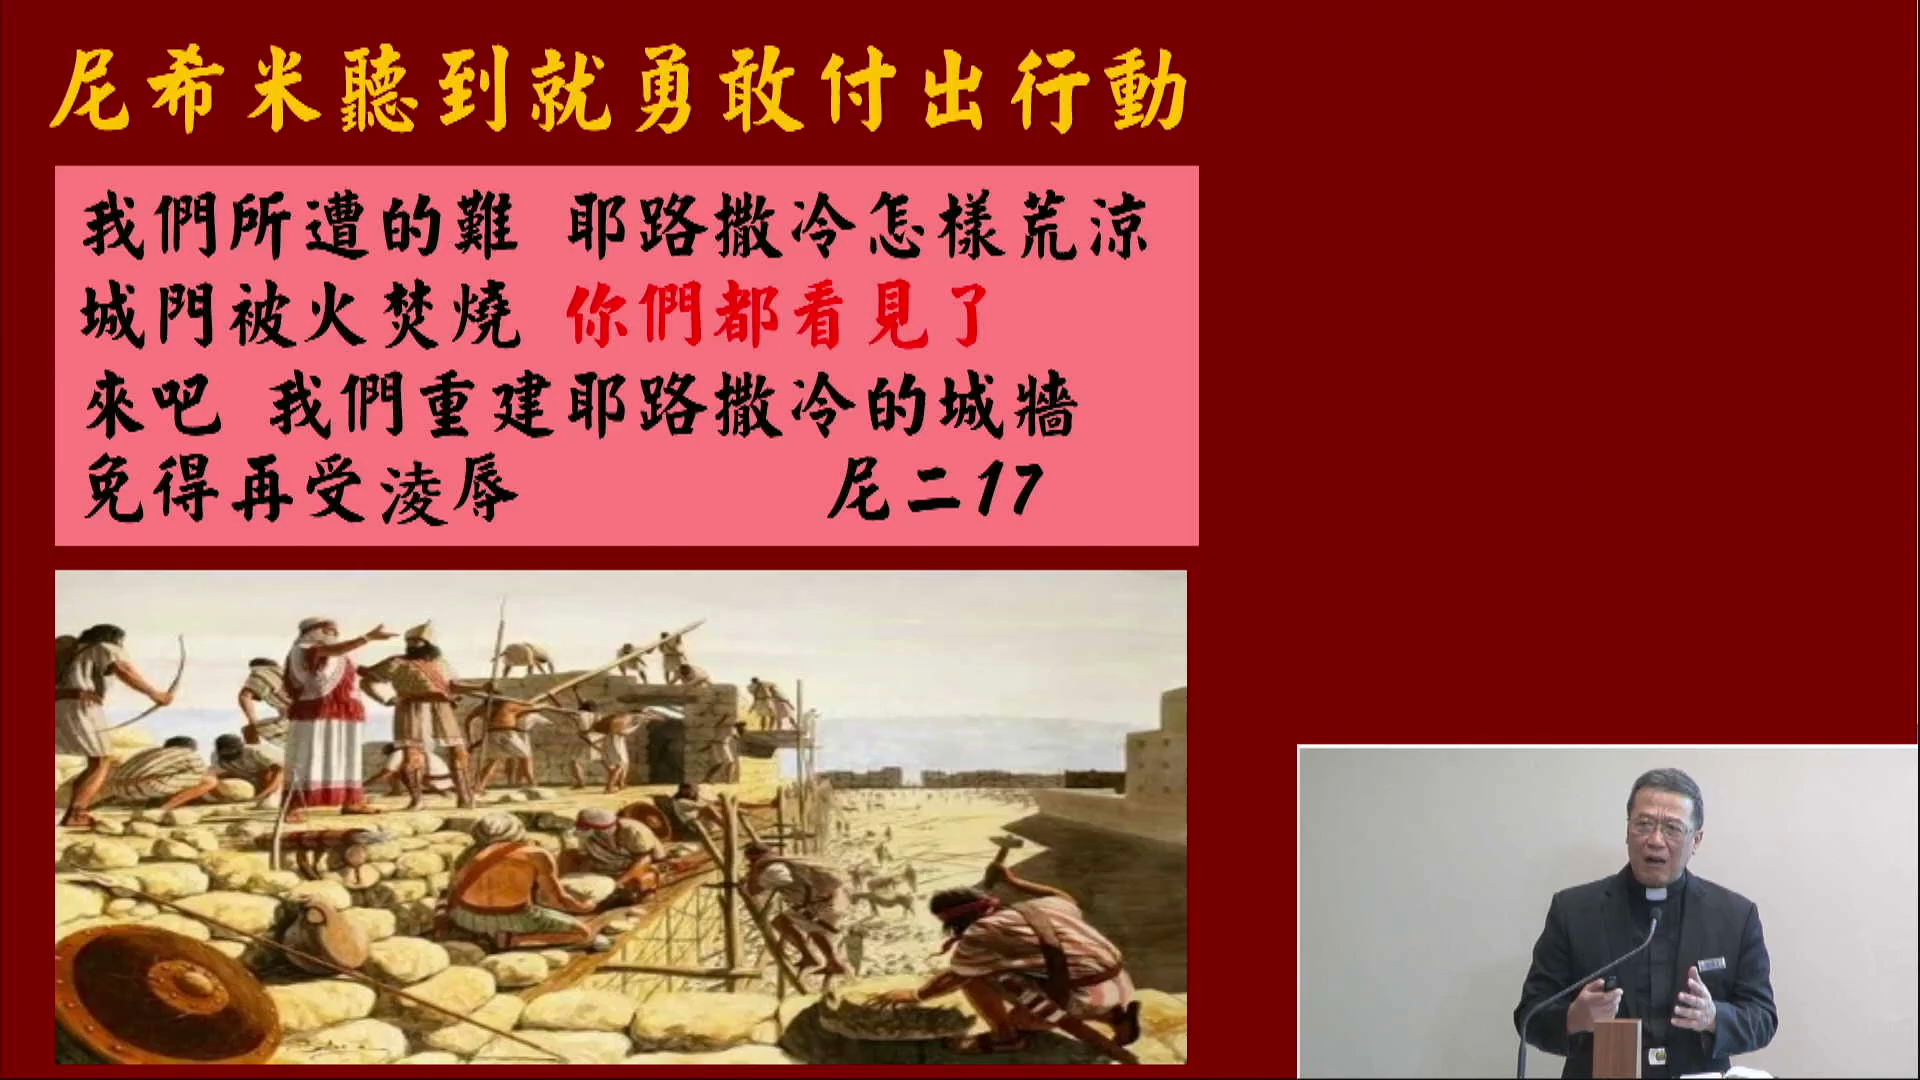 尼希米聽到就勇敢付出行動
我們所遭的難 耶路撒冷怎樣荒涼
城門被火焚燒 你們都看見了
來吧 我們重建耶路撒冷的城牆
免得再受淩辱 尼二17